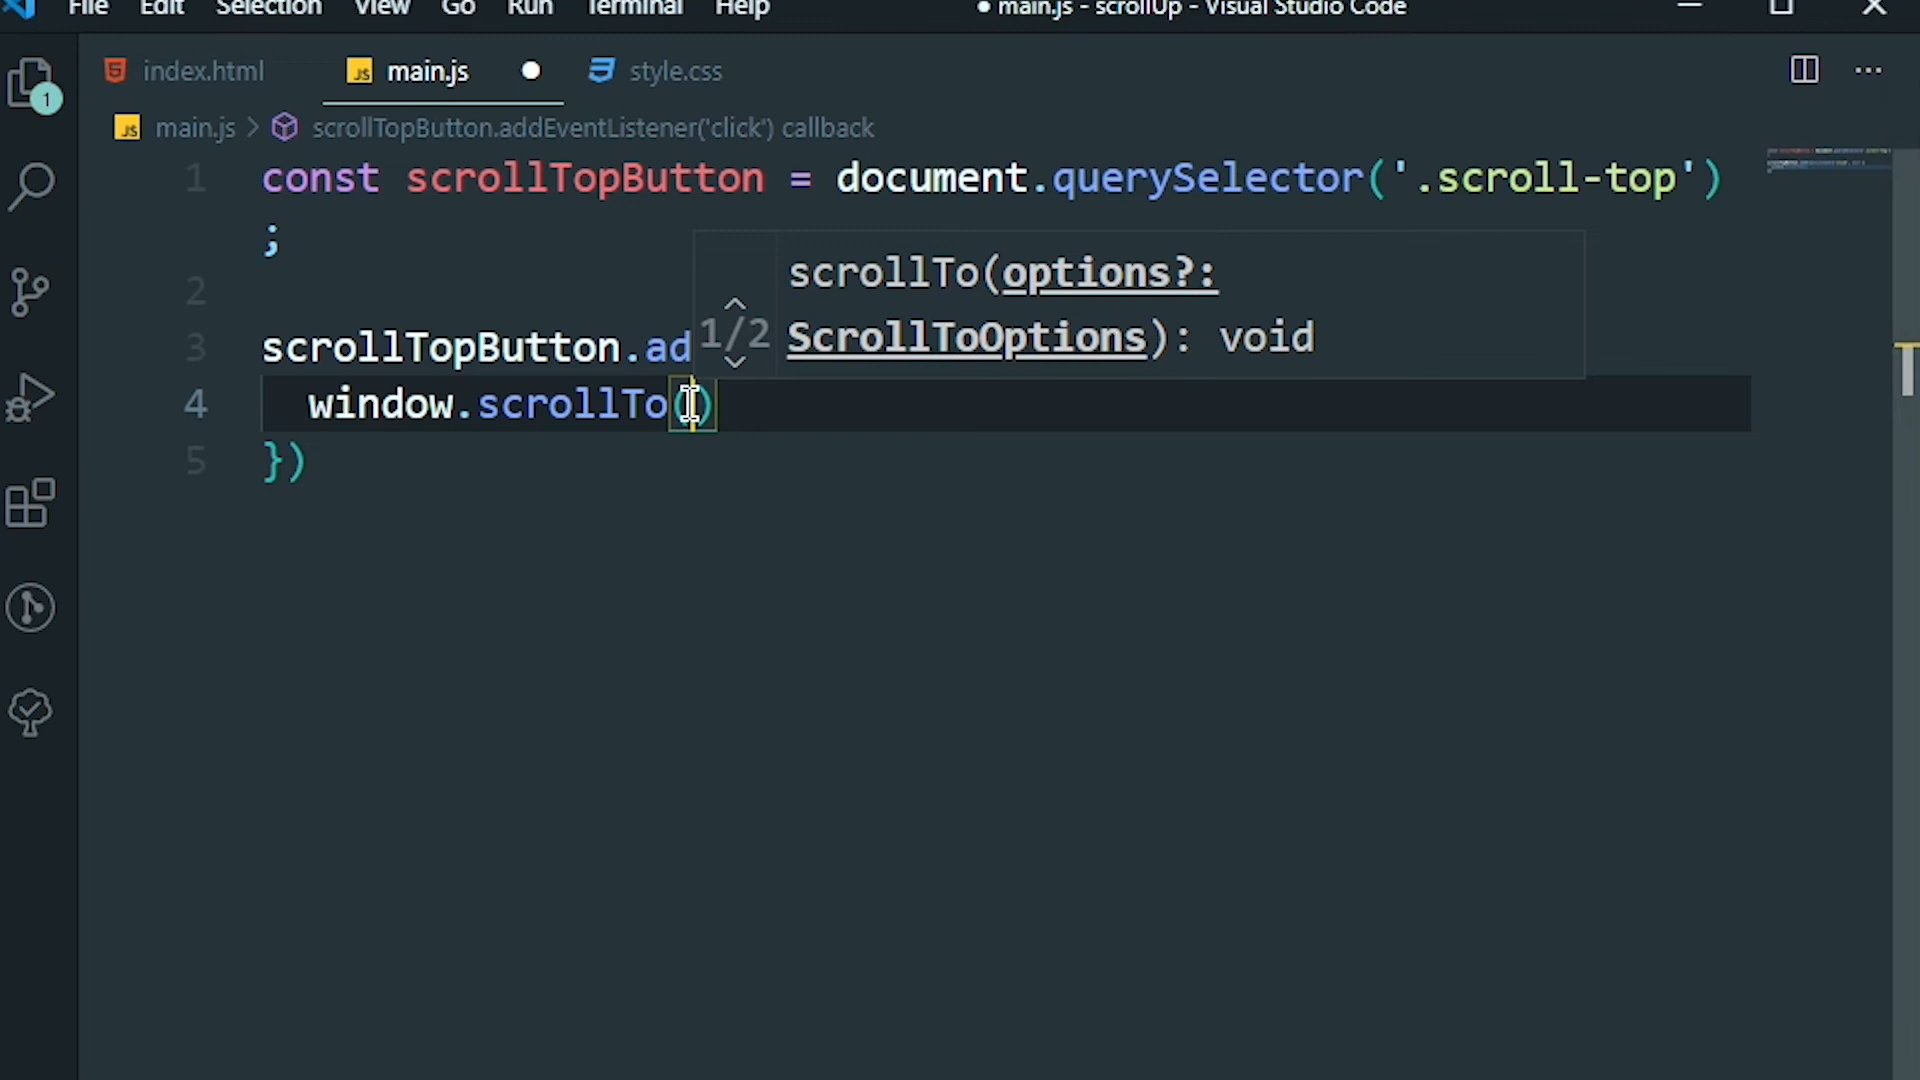 File Edit Selection View Go Run Terminal Help ● main.js - scrollUp - Visual Studio Code
index.html main.js ● style.css
1
JS main.js > scrollTopButton.addEventListener('click') callback
1 const scrollTopButton = document.querySelector('.scroll-top')
;
2
scrollTo(options?:
1/2 ScrollToOptions): void
3 scrollTopButton.ad
4 window.scrollTo()
5 })